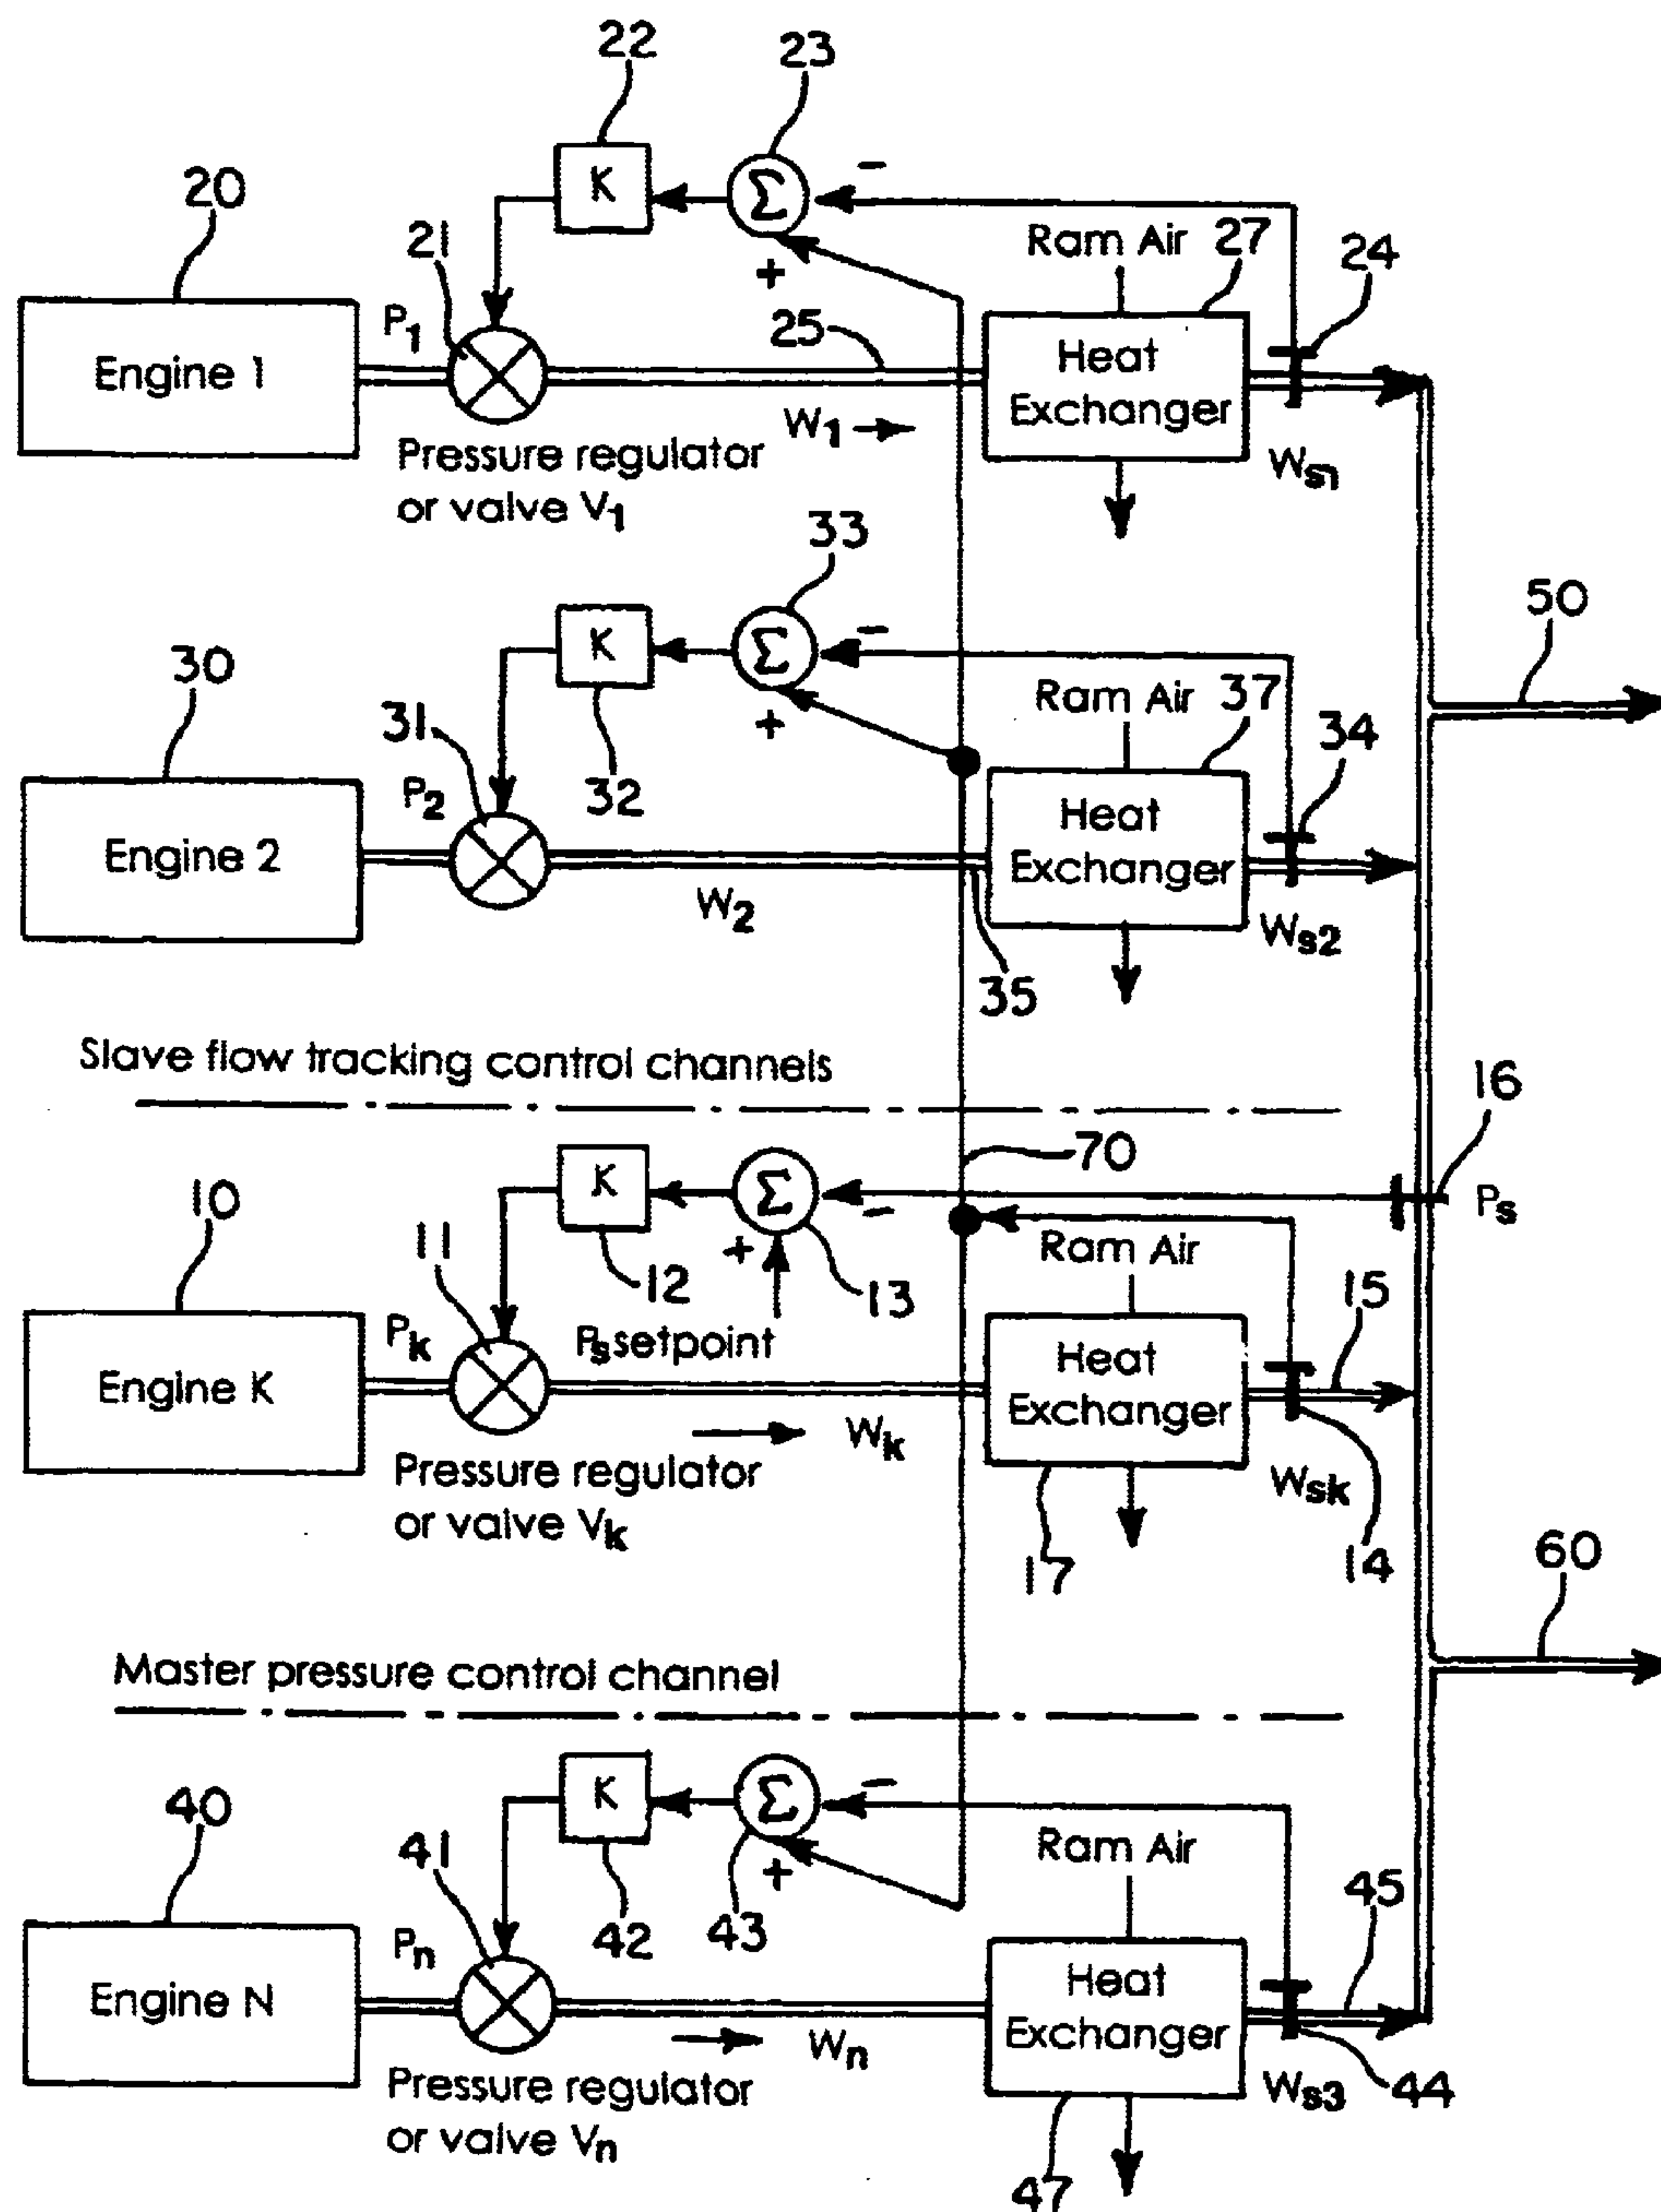 22
23
K
Σ
−
20
21
Ram Air
27
24
P1
+
25
Engine 1
Heat
Exchanger
W1
Ws1
Pressure regulator
or valve V1
33
50
K
Σ
−
30
31
Ram Air
37
34
+
P2
32
Engine 2
Heat
Exchanger
W2
Ws2
35
Slave flow tracking control channels
16
70
K
Σ
−
Ps
10
11
+
Ram Air
12
13
15
Pk
Ps setpoint
Engine K
Heat
Exchanger
Wk
Wsk
Pressure regulator
or valve Vk
17
14
60
Master pressure control channel
K
Σ
−
40
41
+
Ram Air
45
42
43
Pn
Engine N
Heat
Exchanger
Wn
Ws3
44
Pressure regulator
or valve Vn
47